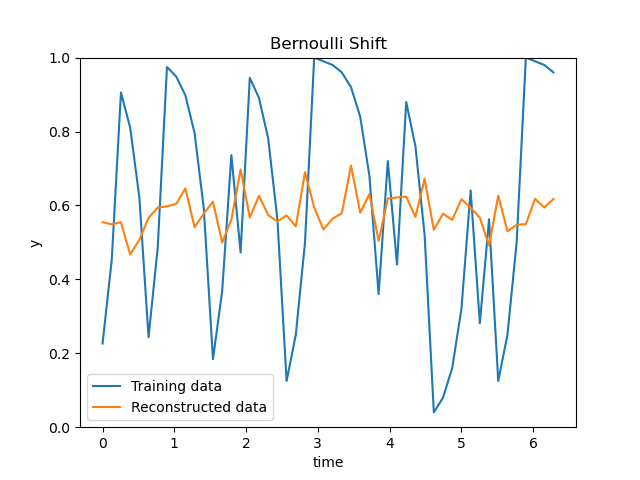 Bernoulli Shift
1.0
0.8
0.6
0.4
0.2
0.0
y
Training data
Reconstructed data
0 1 2 3 4 5 6
time